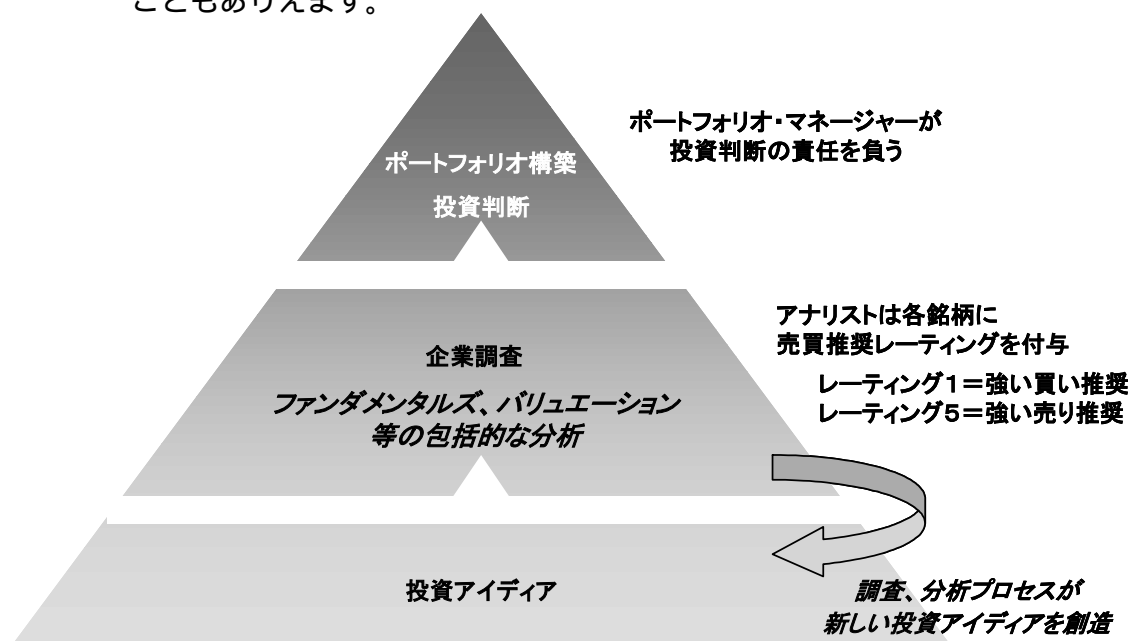 こともありえます。
ポートフォリオ・マネージャーが
投資判断の責任を負う
ポートフォリオ構築
投資判断
アナリストは各銘柄に
売買推奨レーティングを付与
レーティング1=強い買い推奨
レーティング5=強い売り推奨
企業調査
ファンダメンタルズ、バリュエーション
等の包括的な分析
投資アイディア
調査、分析プロセスが
新しい投資アイディアを創造